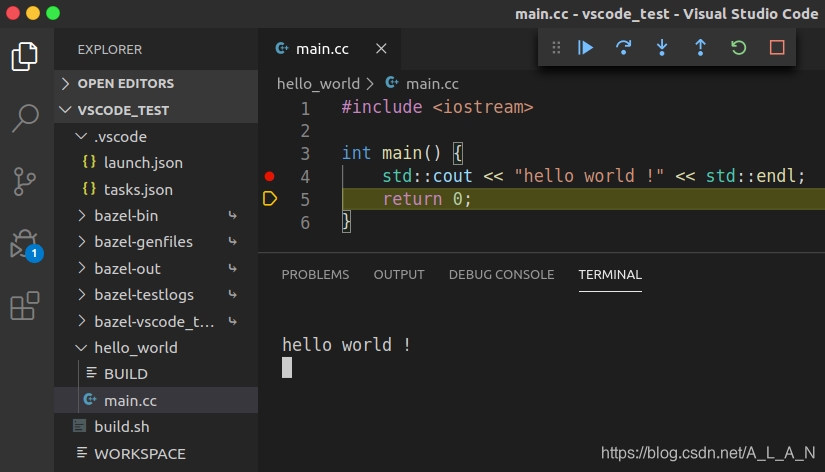 main.cc - vscode_test - Visual Studio Code
EXPLORER
OPEN EDITORS
VSCODE_TEST
.vscode
{} launch.json
{} tasks.json
bazel-bin
bazel-genfiles
bazel-out
bazel-testlogs
bazel-vscode_t...
hello_world
BUILD
main.cc
build.sh
WORKSPACE
1
main.cc
hello_world > main.cc
1 #include <iostream>
2
3 int main() {
4 std::cout << "hello world !" << std::endl;
5 return 0;
6 }
PROBLEMS OUTPUT DEBUG CONSOLE TERMINAL
hello world !
https://blog.csdn.net/A_L_A_N